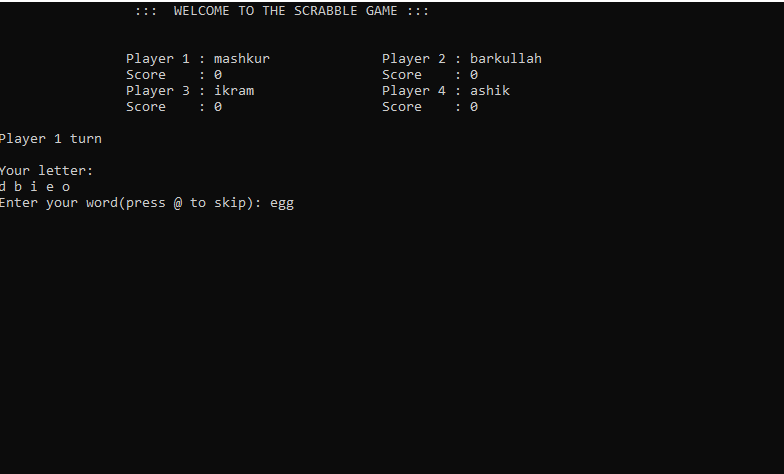 ::: WELCOME TO THE SCRABBLE GAME :::
Player 1 : mashkur Player 2 : barkullah
Score : 0 Score : 0
Player 3 : ikram Player 4 : ashik
Score : 0 Score : 0
Player 1 turn
Your letter:
d b i e o
Enter your word(press @ to skip): egg